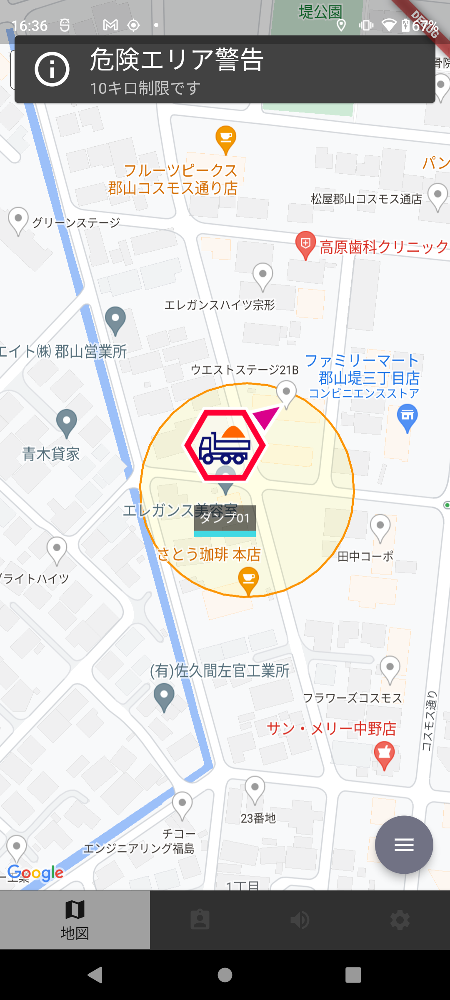 堤公園
16:36
67%
DEBUG
危険エリア警告
10キロ制限です
骨院
フルーツピークス
郡山コスモス通り店
パン
松屋郡山コスモス通店
グリーンステージ
高原歯科クリニック
エレガンスハイツ宗形
エイト㈱ 郡山営業所
ファミリーマート
郡山堤三丁目店
コンビニエンスストア
ウエストステージ21B
青木貸家
エレガンス美容室
ダンプ01
さとう珈琲 本店
田中コーポ
ブライトハイツ
(有)佐久間左官工業所
フラワーズコスモス
コスモス通り
サン・メリー中野店
23番地
チコー
エンジニアリング福島
Google
ー工業
1丁目
地図